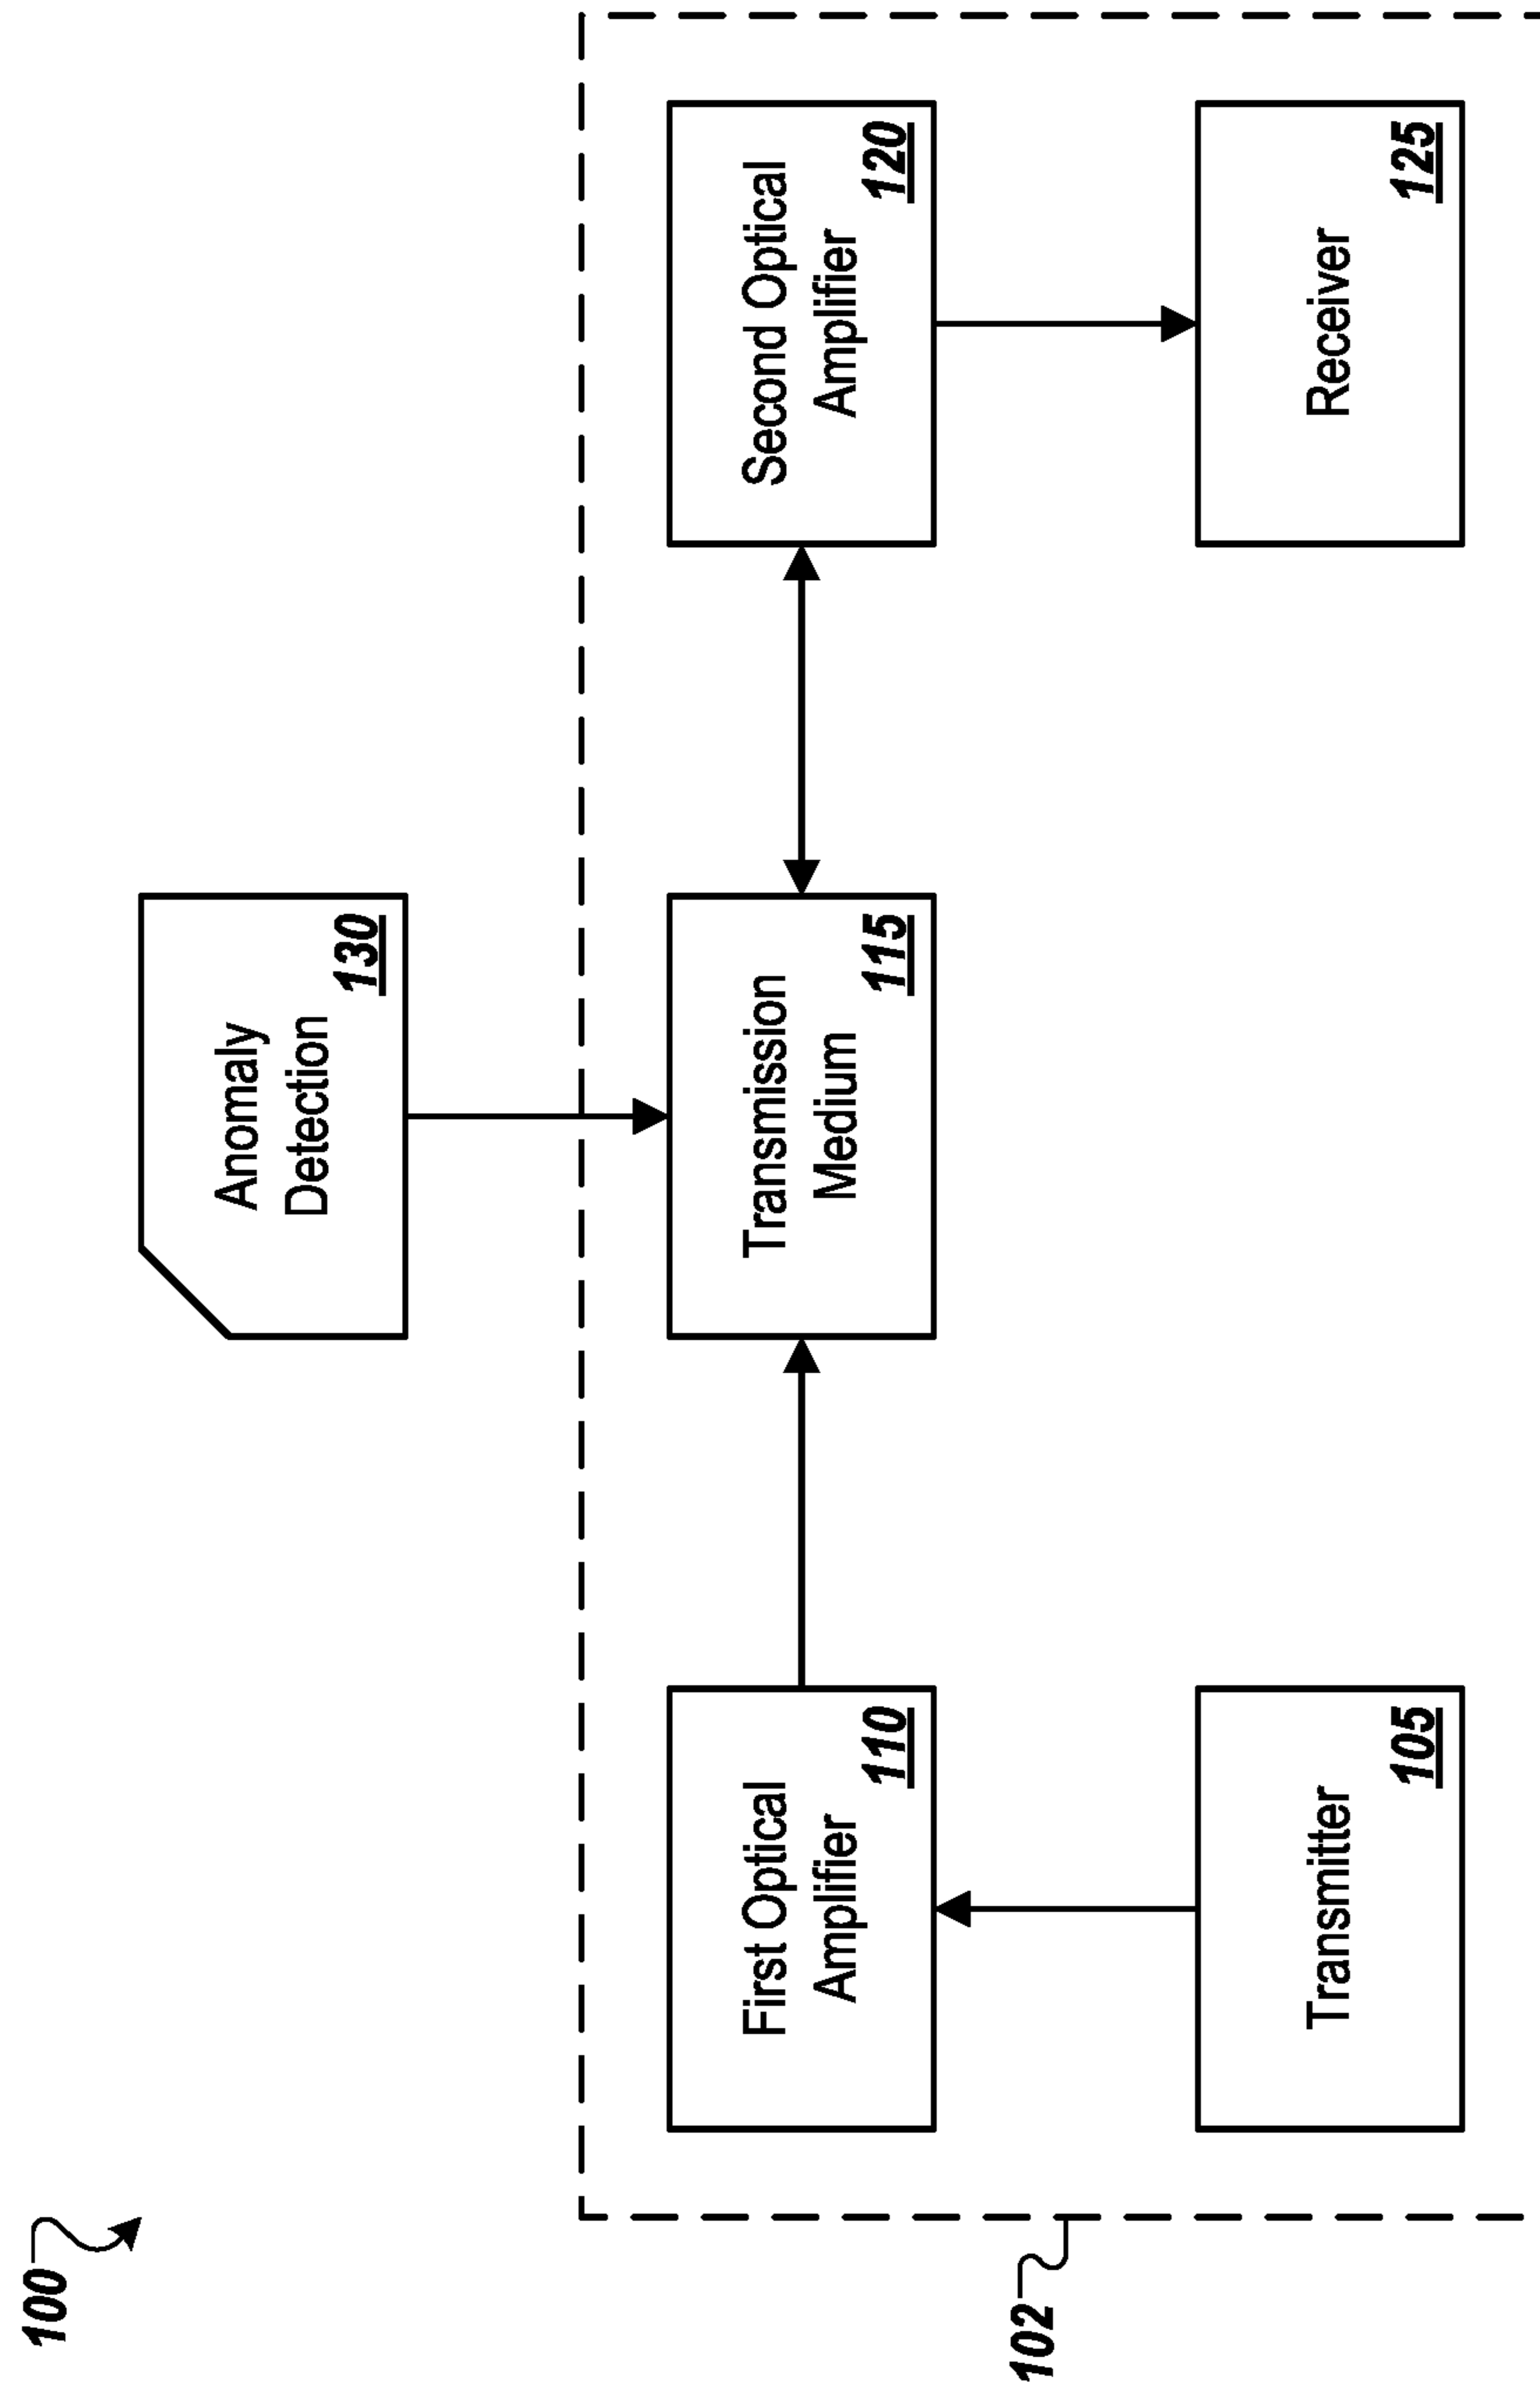 100
Anomaly
Detection
130
102
First Optical
Amplifier
110
Transmission
Medium
115
Second Optical
Amplifier
120
Transmitter
105
Receiver
125